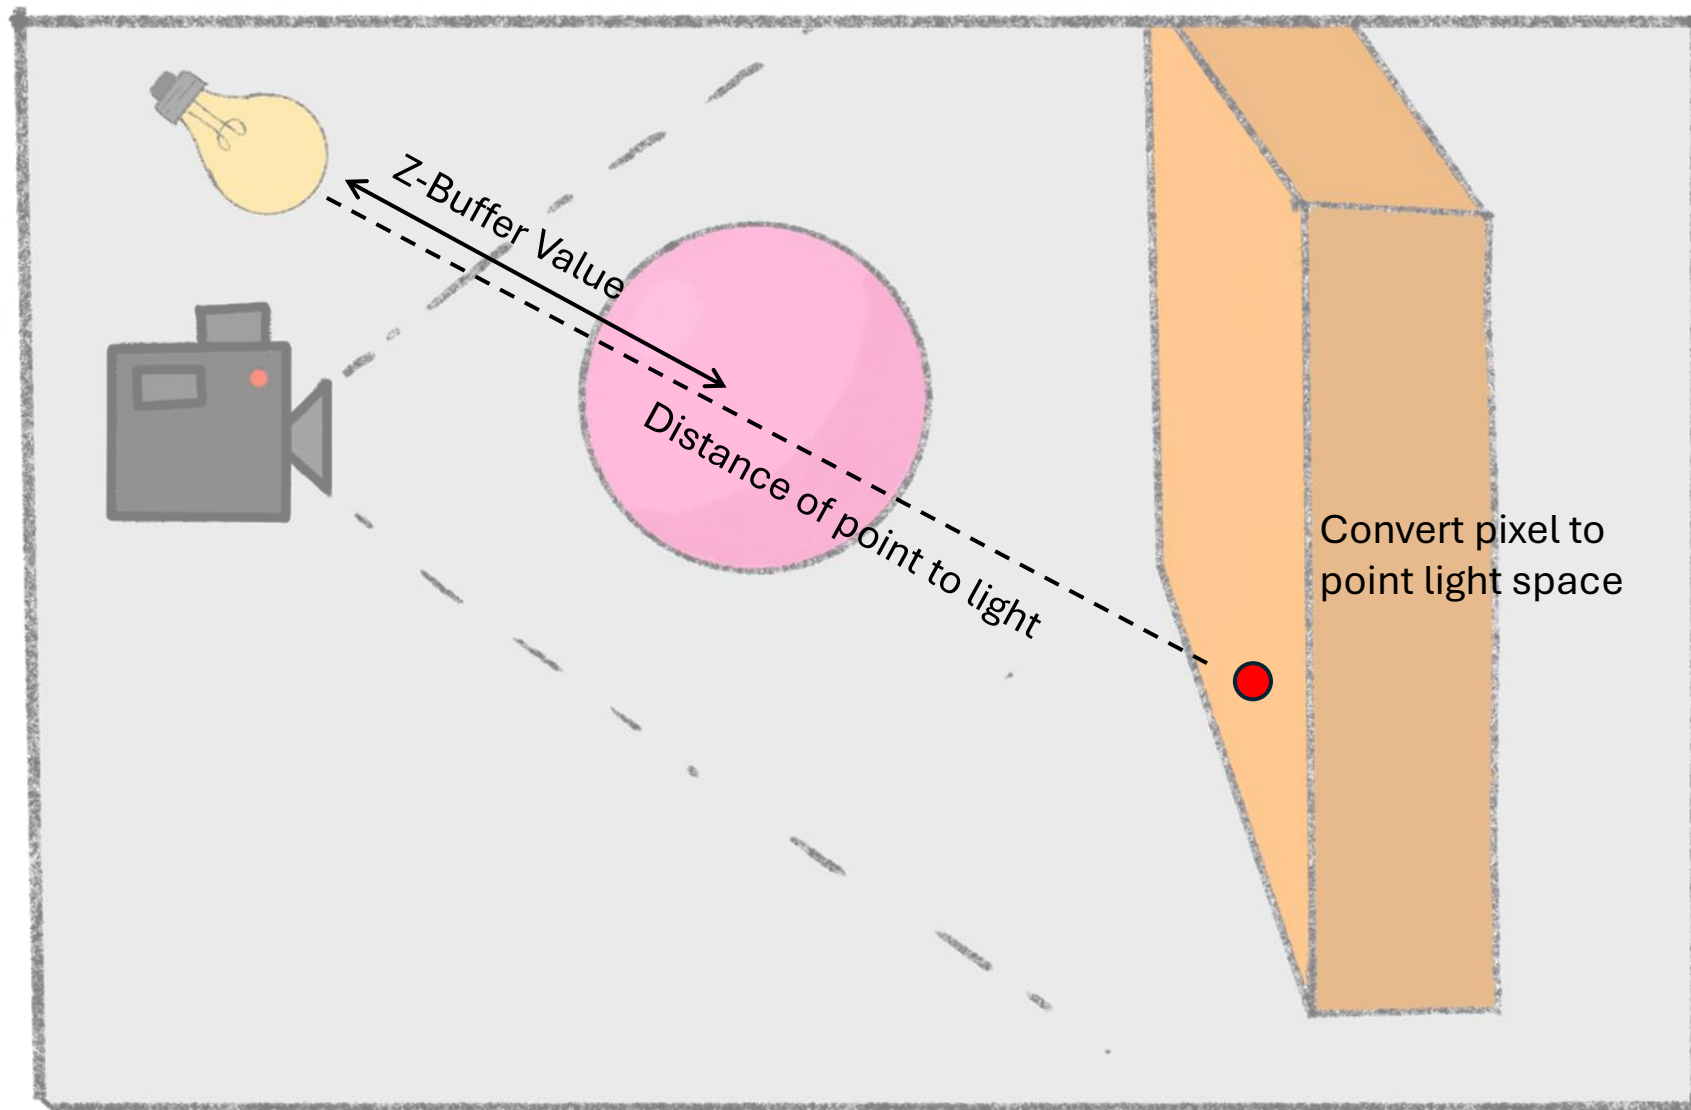 Z-Buffer Value
Distance of point to light
Convert pixel to
point light space